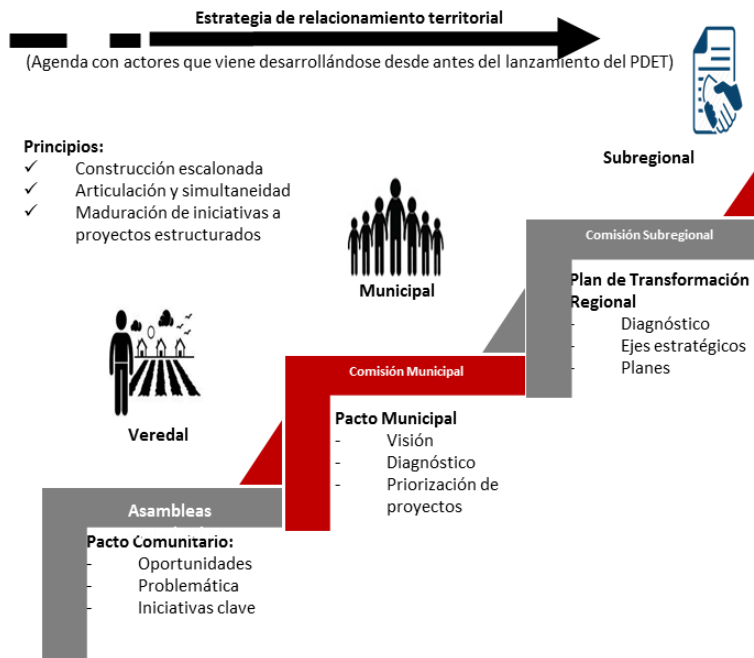 Estrategia de relacionamiento territorial
(Agenda con actores que viene desarrollándose desde antes del lanzamiento del PDET)
Principios:
✓ Construcción escalonada
✓ Articulación y simultaneidad
✓ Maduración de iniciativas a
proyectos estructurados
Subregional
Comisión Subregional
Plan de Transformación
Regional
- Diagnóstico
- Ejes estratégicos
- Planes
Municipal
Comisión Municipal
Pacto Municipal
- Visión
- Diagnóstico
- Priorización de
proyectos
Veredal
Asambleas
Pacto Comunitario:
- Oportunidades
- Problemática
- Iniciativas clave